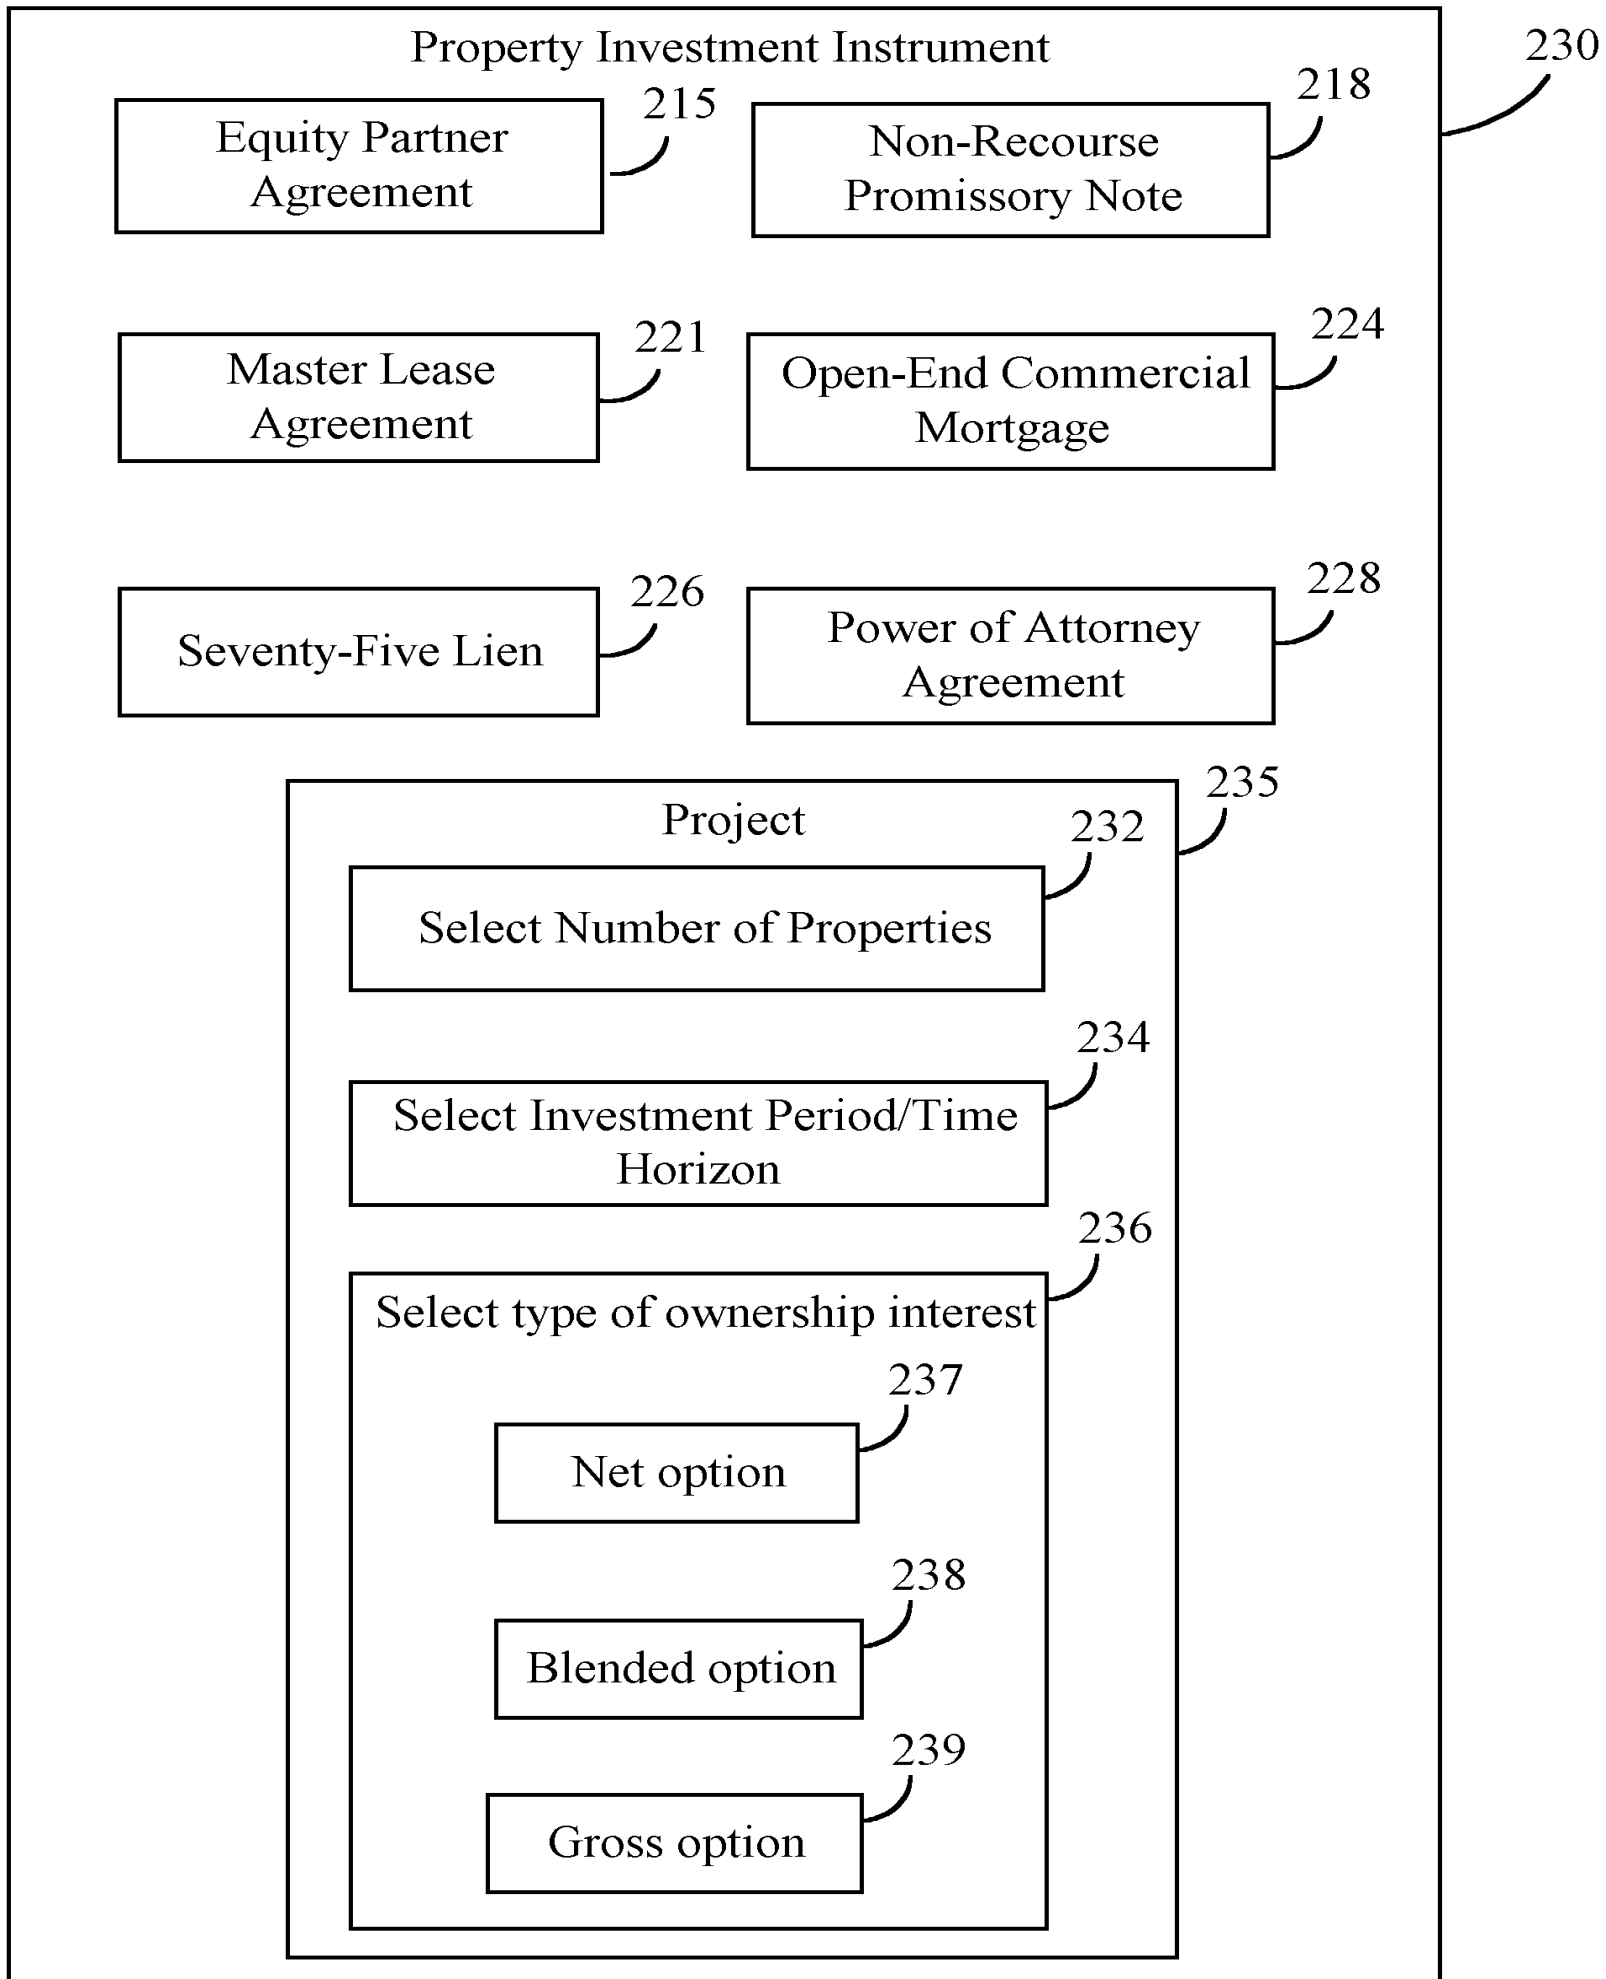 Property Investment Instrument
230
Equity Partner
Agreement
215
Non-Recourse
Promissory Note
218
Master Lease
Agreement
221
Open-End Commercial
Mortgage
224
Seventy-Five Lien
226
Power of Attorney
Agreement
228
Project
235
232
Select Number of Properties
234
Select Investment Period/Time
Horizon
236
Select type of ownership interest
237
Net option
238
Blended option
239
Gross option